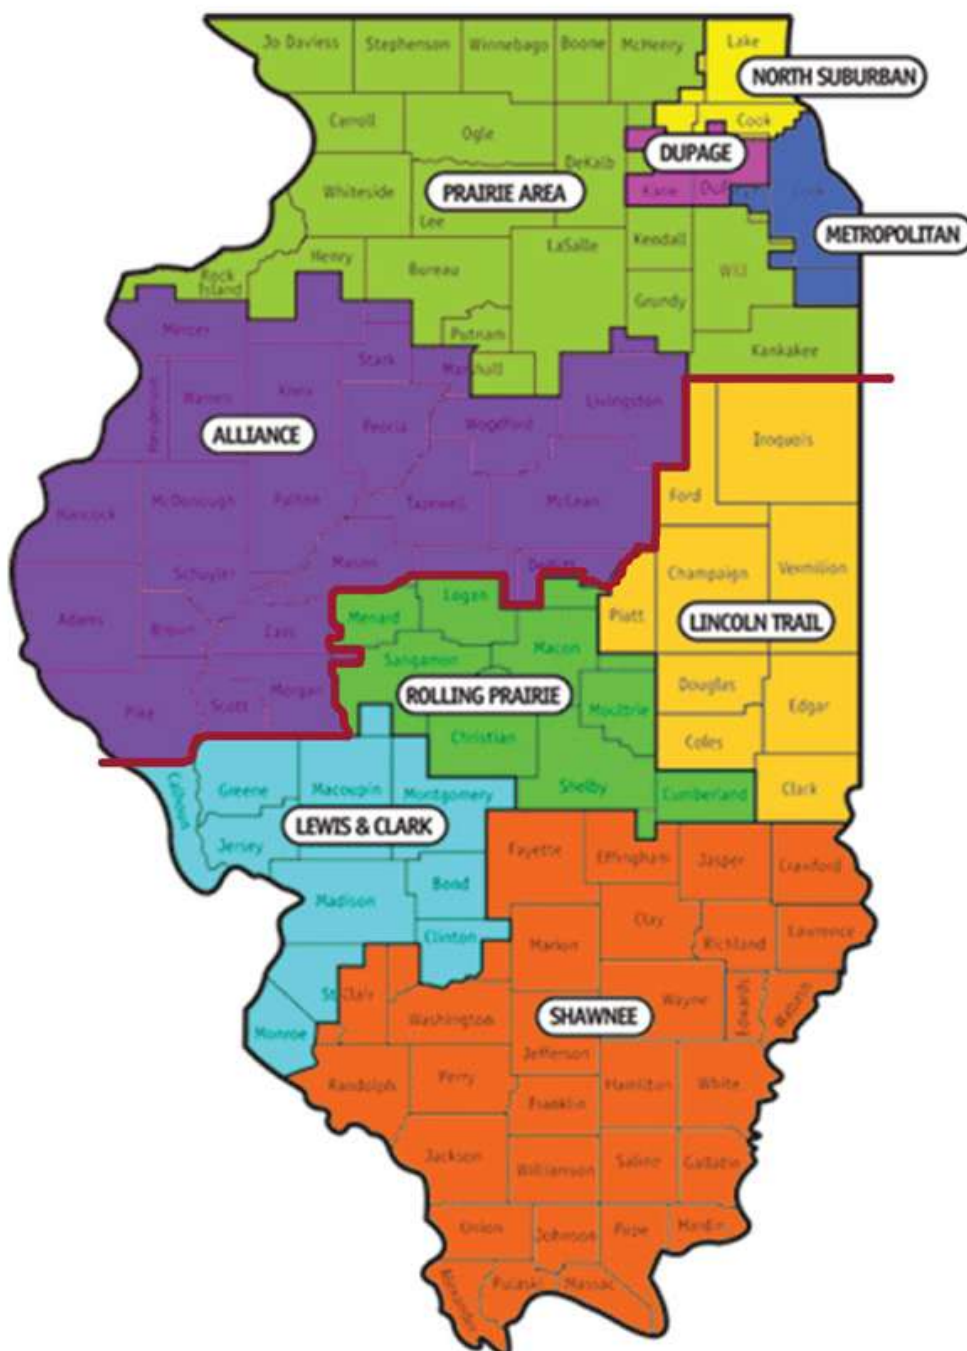 Jo Daviess
Stephenson
Winnebago
Boone
McHenry
Lake
NORTH SUBURBAN
Carroll
Ogle
DeKalb
Cook
DUPAGE
Whiteside
PRAIRIE AREA
Kane
Cook
Lee
METROPOLITAN
Rock
Island
Henry
Bureau
LaSalle
Kendall
Will
Grundy
Mercer
Putnam
Kankakee
Stark
Marshall
Henderson
Warren
Knox
Peoria
Woodford
Livingston
Iroquois
ALLIANCE
Hancock
McDonough
Fulton
Tazewell
McLean
Ford
Mason
DeWitt
Schuyler
Champaign
Vermilion
Adams
Brown
Cass
Menard
Logan
Piatt
LINCOLN TRAIL
Macon
Sangamon
Pike
Scott
Morgan
ROLLING PRAIRIE
Moultrie
Douglas
Edgar
Christian
Coles
Calhoun
Greene
Macoupin
Montgomery
Shelby
Cumberland
Clark
Jersey
LEWIS & CLARK
Fayette
Effingham
Jasper
Crawford
Madison
Bond
Clay
Clinton
Marion
Richland
Lawrence
St. Clair
Monroe
Washington
SHAWNEE
Wayne
Edwards
Wabash
Jefferson
Randolph
Perry
Franklin
Hamilton
White
Jackson
Williamson
Saline
Gallatin
Union
Johnson
Pope
Hardin
Alexander
Pulaski
Massac